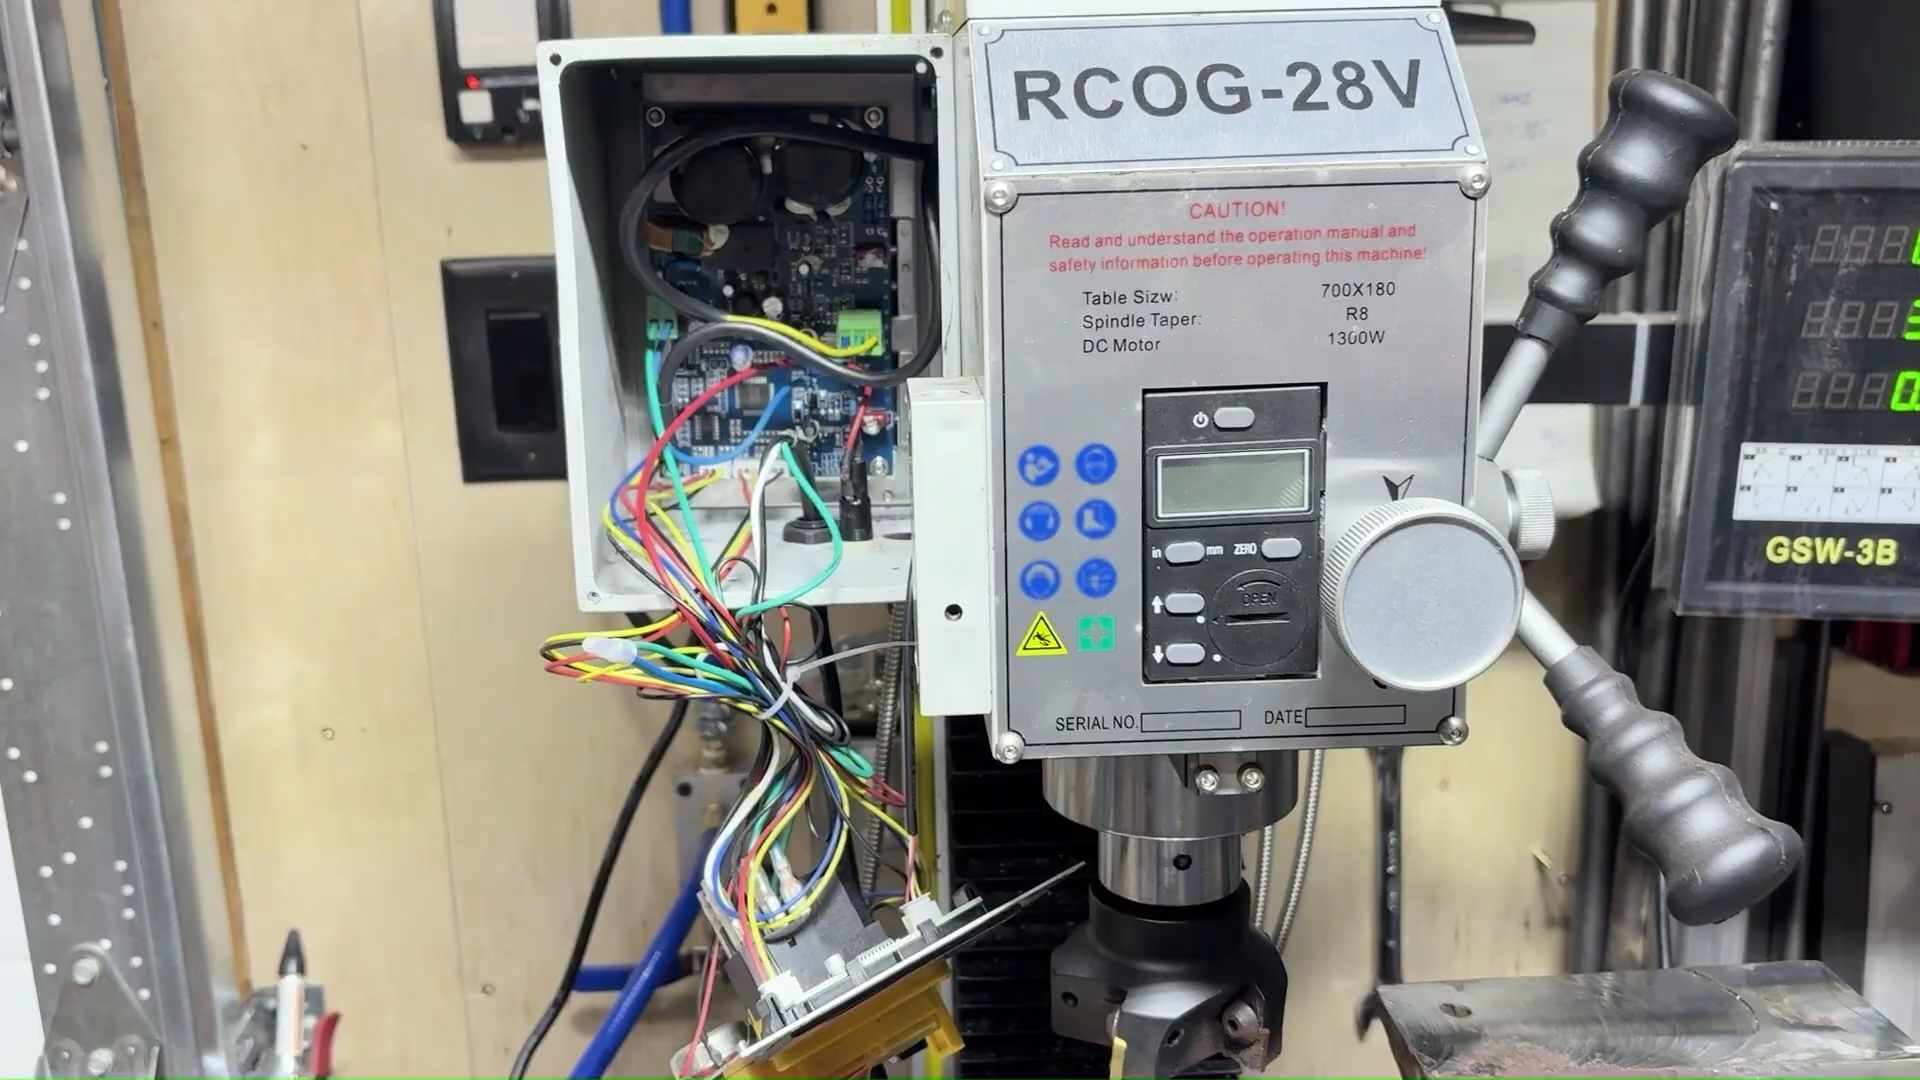 RCOG-28V
CAUTION!
Read and understand the operation manual and
safety information before operating this machine!
Table Sizw: 700X180
Spindle Taper: R8
DC Motor 1300W
in mm ZERO
OPEN
SERIAL NO. DATE
GSW-3B